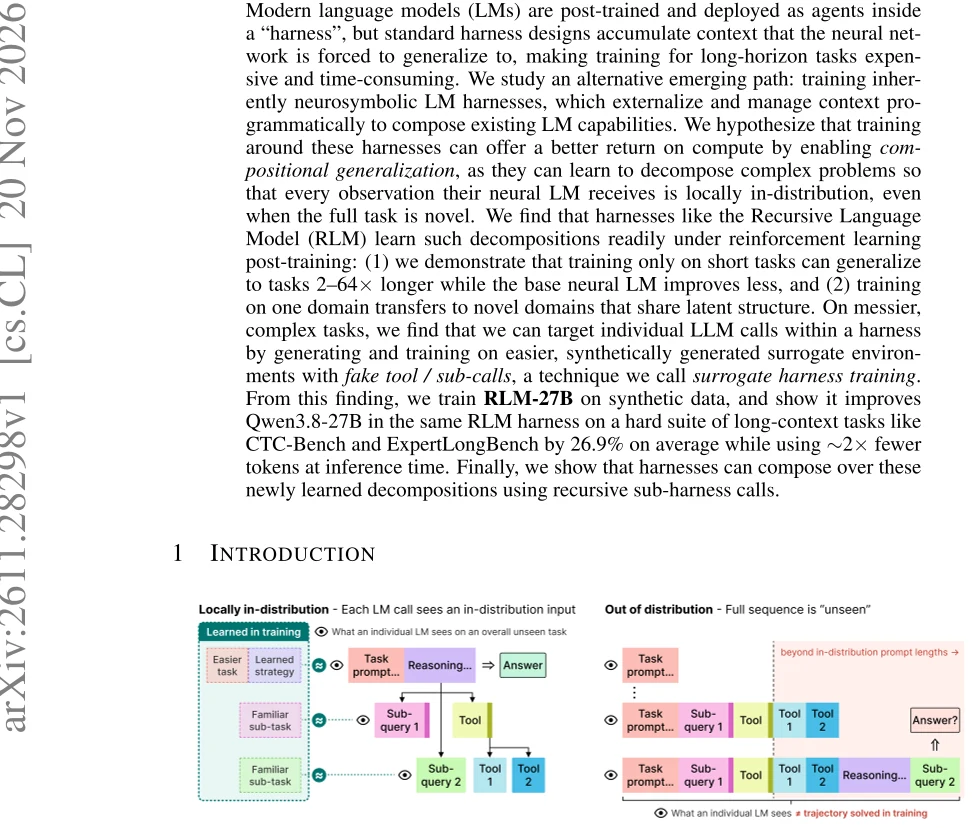 arXiv:2611.28298v1 [cs.CL] 20 Nov 2026
Modern language models (LMs) are post-trained and deployed as agents inside
a “harness”, but standard harness designs accumulate context that the neural net-
work is forced to generalize to, making training for long-horizon tasks expen-
sive and time-consuming. We study an alternative emerging path: training inher-
ently neurosymbolic LM harnesses, which externalize and manage context pro-
grammatically to compose existing LM capabilities. We hypothesize that training
around these harnesses can offer a better return on compute by enabling com-
positional generalization, as they can learn to decompose complex problems so
that every observation their neural LM receives is locally in-distribution, even
when the full task is novel. We find that harnesses like the Recursive Language
Model (RLM) learn such decompositions readily under reinforcement learning
post-training: (1) we demonstrate that training only on short tasks can generalize
to tasks 2–64× longer while the base neural LM improves less, and (2) training
on one domain transfers to novel domains that share latent structure. On messier,
complex tasks, we find that we can target individual LLM calls within a harness
by generating and training on easier, synthetically generated surrogate environ-
ments with fake tool / sub-calls, a technique we call surrogate harness training.
From this finding, we train RLM-27B on synthetic data, and show it improves
Qwen3.8-27B in the same RLM harness on a hard suite of long-context tasks like
CTC-Bench and ExpertLongBench by 26.9% on average while using ∼2× fewer
tokens at inference time. Finally, we show that harnesses can compose over these
newly learned decompositions using recursive sub-harness calls.
1 INTRODUCTION
Locally in-distribution - Each LM call sees an in-distribution input
Learned in training
What an individual LM sees on an overall unseen task
Easier
task
Learned
strategy
≈
Task
prompt...
Reasoning...
⇒
Answer
Familiar
sub-task
Sub-
query 1
Tool
Familiar
sub-task
≈
Sub-
query 2
Tool
1
Tool
2
Out of distribution - Full sequence is “unseen”
beyond in-distribution prompt lengths →
Task
prompt...
⋮
Task
prompt...
Sub-
query 1
Tool
Tool
1
Tool
2
Answer?
⇑
Task
prompt...
Sub-
query 1
Tool
Tool
1
Tool
2
Reasoning...
Sub-
query 2
What an individual LM sees ≠ trajectory solved in training